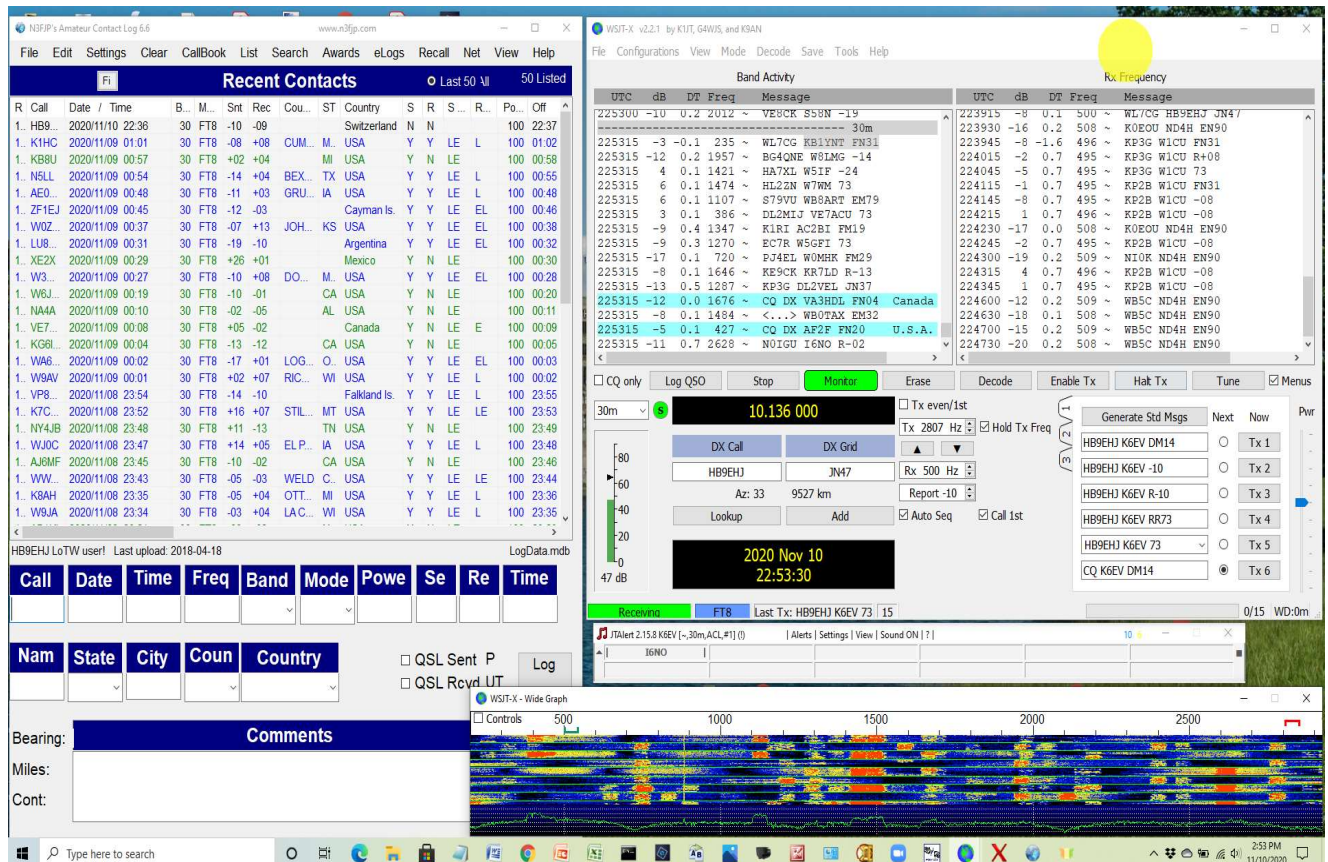 N3FJP's Amateur Contact Log 6.6 www.n3fjp.com
File Edit Settings Clear CallBook List Search Awards eLogs Recall Net View Help
Fi Recent Contacts Last 50 All 50 Listed
R Call Date / Time B... M... Snt Rec Cou... ST Country S R S... R... Po... Off
1.. HB9... 2020/11/10 22:36 30 FT8 -10 -09 Switzerland N N 100 22:37
1.. K1HC 2020/11/09 01:01 30 FT8 -08 +08 CUM... M.. USA Y Y LE L 100 01:02
1.. KB8U 2020/11/09 00:57 30 FT8 +02 +04 MI USA Y N LE 100 00:58
1.. N5LL 2020/11/09 00:54 30 FT8 -14 +04 BEX... TX USA Y Y LE L 100 00:55
1.. AE0... 2020/11/09 00:48 30 FT8 -11 +03 GRU... IA USA Y Y LE L 100 00:48
1.. ZF1EJ 2020/11/09 00:45 30 FT8 -12 -03 Cayman Is. Y Y LE EL 100 00:46
1.. W0Z... 2020/11/09 00:37 30 FT8 -07 +13 JOH... KS USA Y Y LE EL 100 00:38
1.. LU8... 2020/11/09 00:31 30 FT8 -19 -10 Argentina Y Y LE EL 100 00:32
1.. XE2X 2020/11/09 00:29 30 FT8 +26 +01 Mexico Y N LE 100 00:30
1.. W3... 2020/11/09 00:27 30 FT8 -10 +08 DO... M.. USA Y Y LE EL 100 00:28
1.. W6J... 2020/11/09 00:19 30 FT8 -10 -01 CA USA Y N LE 100 00:20
1.. NA4A 2020/11/09 00:10 30 FT8 -02 -05 AL USA Y N LE 100 00:11
1.. VE7... 2020/11/09 00:08 30 FT8 +05 -02 Canada Y N LE E 100 00:09
1.. KG6I... 2020/11/09 00:04 30 FT8 -13 -12 CA USA Y N LE 100 00:05
1.. WA6... 2020/11/09 00:02 30 FT8 -17 +01 LOG... O.. USA Y Y LE EL 100 00:03
1.. W9AV 2020/11/09 00:01 30 FT8 +02 +07 RIC... WI USA Y Y LE L 100 00:02
1.. VP8... 2020/11/08 23:54 30 FT8 -14 -10 Falkland Is. Y Y LE L 100 23:55
1.. K7C... 2020/11/08 23:52 30 FT8 +16 +07 STIL... MT USA Y Y LE LE 100 23:53
1.. NY4JB 2020/11/08 23:48 30 FT8 +11 -13 TN USA Y N LE 100 23:49
1.. WJ0C 2020/11/08 23:47 30 FT8 +14 +05 EL P... IA USA Y Y LE L 100 23:48
1.. AJ6MF 2020/11/08 23:45 30 FT8 -10 -02 CA USA Y N LE 100 23:46
1.. WW... 2020/11/08 23:43 30 FT8 -05 -03 WELD C.. USA Y Y LE LE 100 23:44
1.. K8AH 2020/11/08 23:35 30 FT8 -05 +04 OTT... MI USA Y Y LE L 100 23:36
1.. W9JA 2020/11/08 23:34 30 FT8 -03 +04 LA C... WI USA Y Y LE L 100 23:35
HB9EHJ LoTW user! Last upload: 2018-04-18 LogData.mdb
Call Date Time Freq Band Mode Powe Se Re Time
Nam State City Coun Country
QSL Sent P
QSL Rcvd UT
Log
Bearing:
Miles:
Cont:
Comments
WSJT-X v2.2.1 by K1JT, G4WJS, and K9AN
File Configurations View Mode Decode Save Tools Help
Band Activity
UTC dB DT Freq Message
225300 -10 0.2 2012 ~ VE8CK S58N -19
30m
225315 -3 -0.1 235 ~ WL7CG KB1YNT FN31
225315 -12 0.2 1957 ~ BG4QNE W8LMG -14
225315 4 0.1 1421 ~ HA7XL W5IF -24
225315 6 0.1 1474 ~ HL2ZN W7WM 73
225315 6 0.1 1107 ~ S79VU WB8ART EM79
225315 3 0.1 386 ~ DL2MIJ VE7ACU 73
225315 -9 0.4 1347 ~ K1RI AC2BI FM19
225315 -9 0.3 1270 ~ EC7R W5GFI 73
225315 -17 0.1 720 ~ PJ4EL W0MHK FM29
225315 -8 0.1 1646 ~ KE9CK KR7LD R-13
225315 -13 0.5 1287 ~ KP3G DL2VEL JN37
225315 -12 0.0 1676 ~ CQ DX VA3HDL FN04 Canada
225315 -8 0.1 1484 ~ <...> WB0TAX EM32
225315 -5 0.1 427 ~ CQ DX AF2F FN20 U.S.A.
225315 -11 0.7 2628 ~ N0IGU I6NO R-02
Rx Frequency
UTC dB DT Freq Message
223915 -8 0.1 500 ~ WL7CG HB9EHJ JN47
223930 -16 0.2 508 ~ K0EOU ND4H EN90
223945 -8 -1.6 496 ~ KP3G W1CU FN31
224015 -2 0.7 495 ~ KP3G W1CU R+08
224045 -5 0.7 495 ~ KP3G W1CU 73
224115 -1 0.7 495 ~ KP2B W1CU FN31
224145 -8 0.7 495 ~ KP2B W1CU -08
224215 1 0.7 496 ~ KP2B W1CU -08
224230 -17 0.0 508 ~ K0EOU ND4H EN90
224245 -2 0.7 495 ~ KP2B W1CU -08
224300 -19 0.2 509 ~ NI0K ND4H EN90
224315 4 0.7 496 ~ KP2B W1CU -08
224345 1 0.7 495 ~ KP2B W1CU -08
224600 -12 0.2 509 ~ WB5C ND4H EN90
224630 -18 0.1 508 ~ WB5C ND4H EN90
224700 -15 0.2 509 ~ WB5C ND4H EN90
224730 -20 0.2 509 ~ WB5C ND4H EN90
CQ only Log QSO Stop Monitor Erase Decode Enable Tx Halt Tx Tune Menus
30m S 10.136 000
DX Call DX Grid
HB9EHJ JN47
Az: 33 9527 km
Lookup Add
2020 Nov 10
22:53:30
-80
-60
-40
-20
-0
47 dB
Tx even/1st
Tx 2807 Hz Hold Tx Freq
Rx 500 Hz
Report -10
Auto Seq Call 1st
1
2
3
Generate Std Msgs Next Now Pwr
HB9EHJ K6EV DM14 Tx 1
HB9EHJ K6EV -10 Tx 2
HB9EHJ K6EV R-10 Tx 3
HB9EHJ K6EV RR73 Tx 4
HB9EHJ K6EV 73 Tx 5
CQ K6EV DM14 Tx 6
Receiving FT8 Last Tx: HB9EHJ K6EV 73 15 0/15 WD:0m
JTAlert 2.15.8 K6EV [~,30m,ACL,#1] (!) | Alerts | Settings | View | Sound ON | ? | 10 6
I6NO
WSJT-X - Wide Graph
Controls 500 1000 1500 2000 2500
Type here to search
2:53 PM
11/10/2020